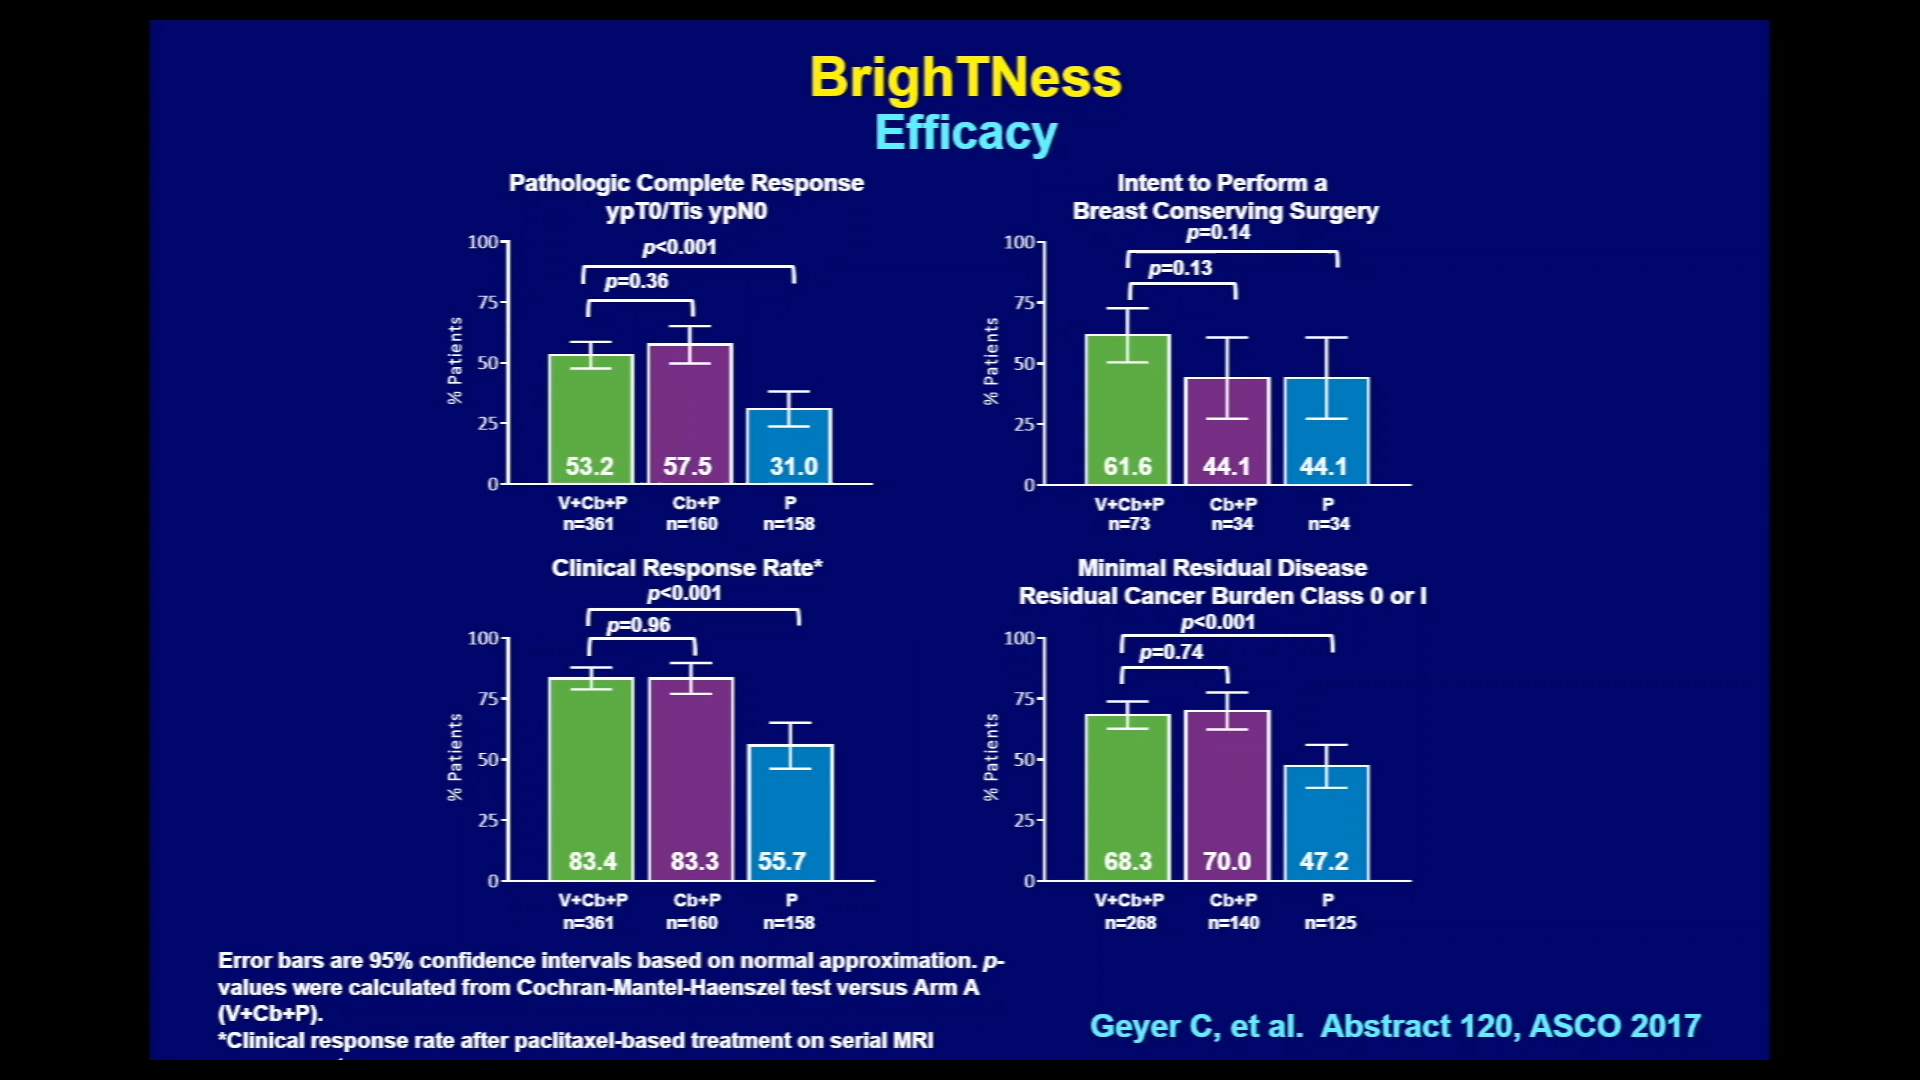 BrighTNess
Efficacy
Pathologic Complete Response
ypT0/Tis ypN0
p<0.001
p=0.36
100
75
50
25
0
% Patients
53.2
57.5
31.0
V+Cb+P
Cb+P
P
n=361
n=160
n=158
Intent to Perform a
Breast Conserving Surgery
p=0.14
p=0.13
100
75
50
25
0
% Patients
61.6
44.1
44.1
V+Cb+P
Cb+P
P
n=73
n=34
n=34
Clinical Response Rate*
p<0.001
p=0.96
100
75
50
25
0
% Patients
83.4
83.3
55.7
V+Cb+P
Cb+P
P
n=361
n=160
n=158
Minimal Residual Disease
Residual Cancer Burden Class 0 or I
p<0.001
p=0.74
100
75
50
25
0
% Patients
68.3
70.0
47.2
V+Cb+P
Cb+P
P
n=268
n=140
n=125
Error bars are 95% confidence intervals based on normal approximation. p-
values were calculated from Cochran-Mantel-Haenszel test versus Arm A
(V+Cb+P).
*Clinical response rate after paclitaxel-based treatment on serial MRI
Geyer C, et al. Abstract 120, ASCO 2017